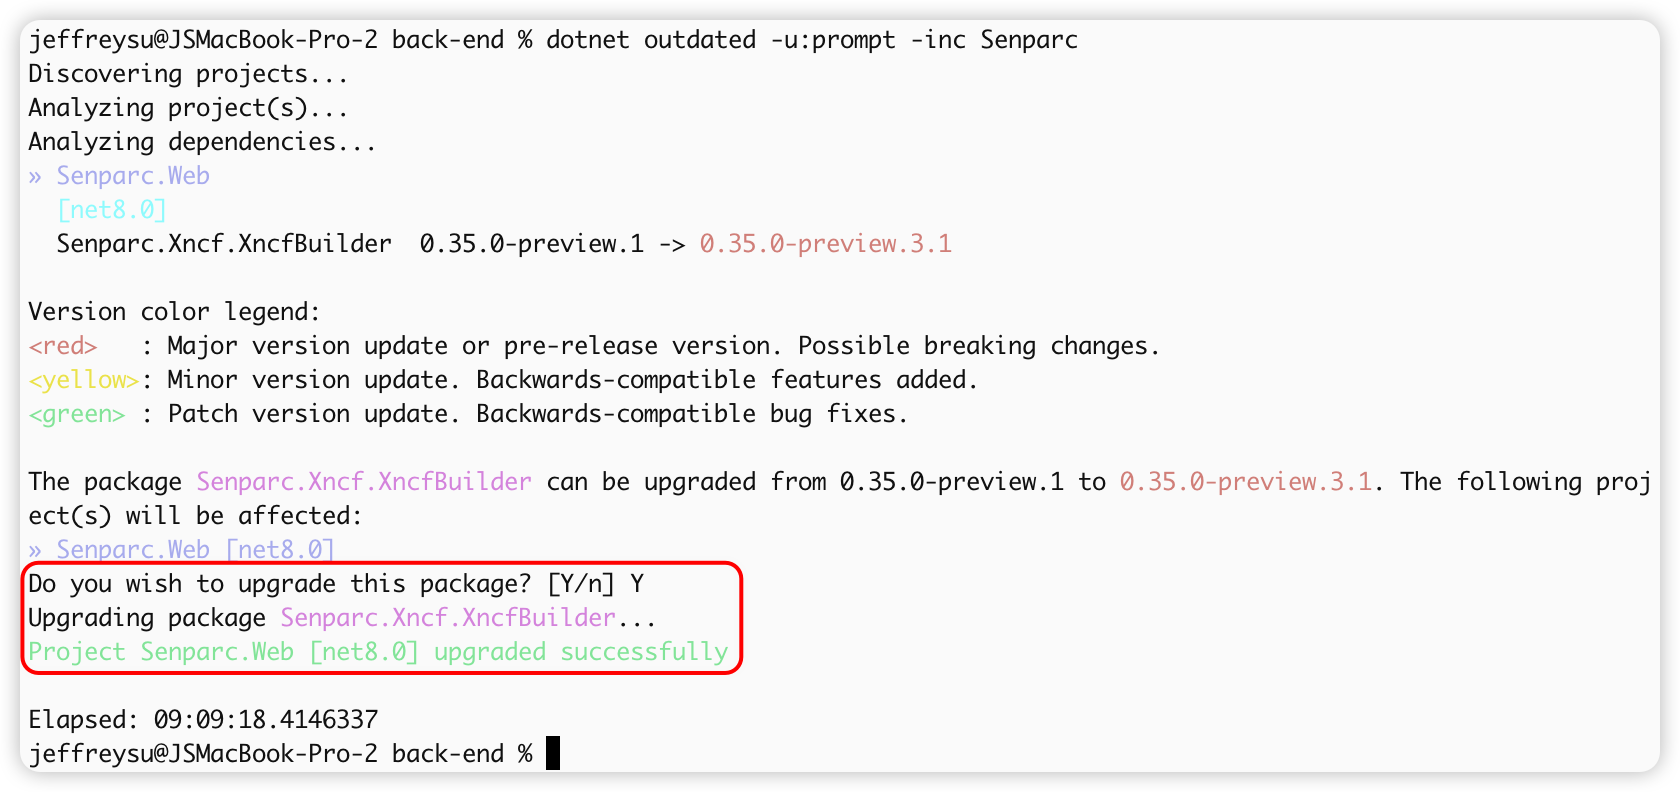 jeffreysu@JSMacBook-Pro-2 back-end % dotnet outdated -u:prompt -inc Senparc
Discovering projects...
Analyzing project(s)...
Analyzing dependencies...
» Senparc.Web
  [net8.0]
  Senparc.Xncf.XncfBuilder  0.35.0-preview.1 -> 0.35.0-preview.3.1
Version color legend:
<red>   : Major version update or pre-release version. Possible breaking changes.
<yellow>: Minor version update. Backwards-compatible features added.
<green> : Patch version update. Backwards-compatible bug fixes.
The package Senparc.Xncf.XncfBuilder can be upgraded from 0.35.0-preview.1 to 0.35.0-preview.3.1. The following proj
ect(s) will be affected:
» Senparc.Web [net8.0]
Do you wish to upgrade this package? [Y/n] Y
Upgrading package Senparc.Xncf.XncfBuilder...
Project Senparc.Web [net8.0] upgraded successfully
Elapsed: 09:09:18.4146337
jeffreysu@JSMacBook-Pro-2 back-end %